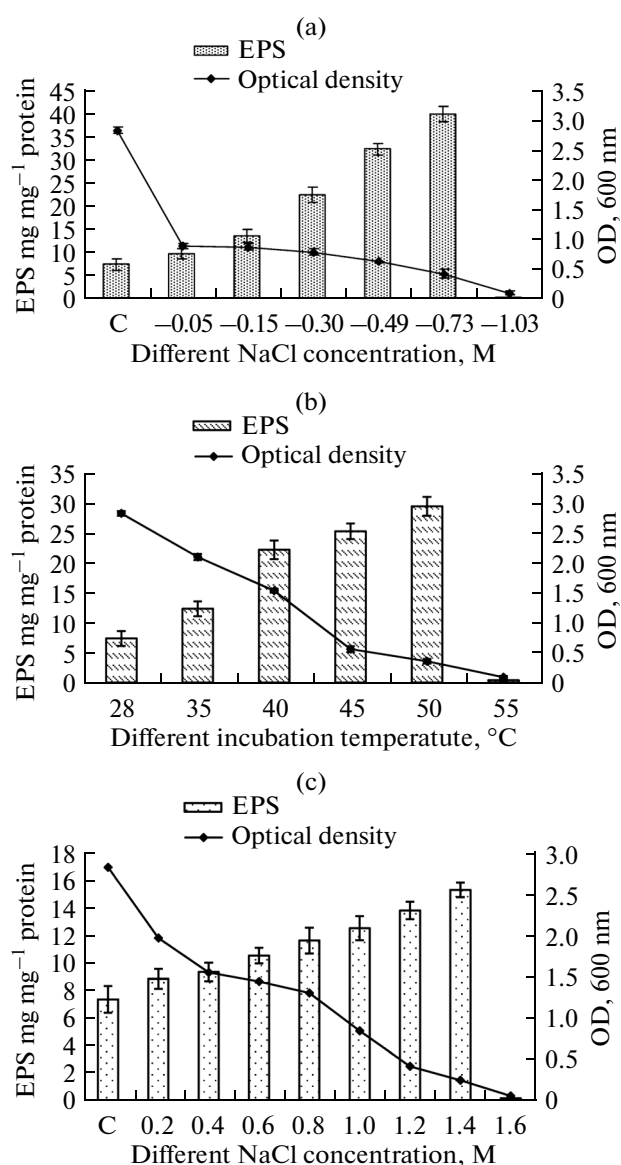 (a)
EPS
Optical density
EPS mg mg⁻¹ protein
45
40
35
30
25
20
15
10
5
0
3.5
3.0
2.5
2.0
1.5
1.0
0.5
0
OD, 600 nm
C −0.05 −0.15 −0.30 −0.49 −0.73 −1.03
Different NaCl concentration, M
(b)
EPS
Optical density
EPS mg mg⁻¹ protein
35
30
25
20
15
10
5
0
3.5
3.0
2.5
2.0
1.5
1.0
0.5
0
OD, 600 nm
28 35 40 45 50 55
Different incubation temperatute, °C
(c)
EPS
Optical density
EPS mg mg⁻¹ protein
18
16
14
12
10
8
6
4
2
0
3.0
2.5
2.0
1.5
1.0
0.5
0
OD, 600 nm
C 0.2 0.4 0.6 0.8 1.0 1.2 1.4 1.6
Different NaCl concentration, M